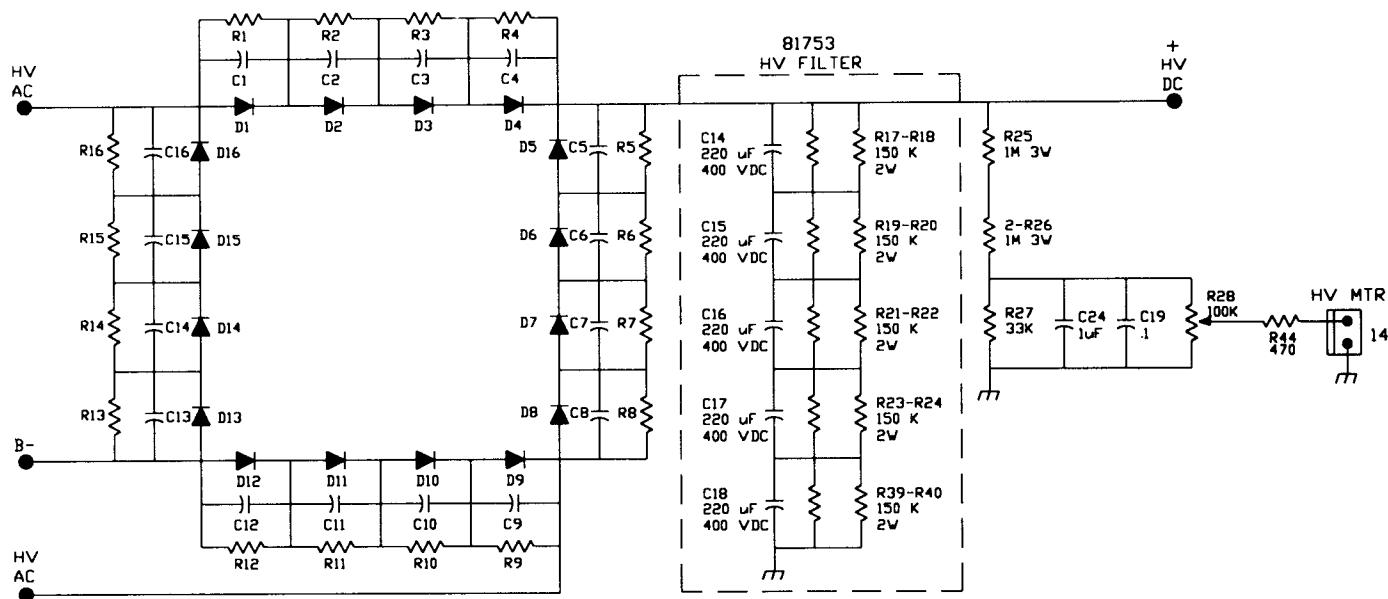 R1 R2 R3 R4
C1 C2 C3 C4
D1 D2 D3 D4
HV
AC
81753
HV FILTER
+
HV
DC
R16 C16 D16
R15 C15 D15
R14 C14 D14
R13 C13 D13
D5 C5 R5
D6 C6 R6
D7 C7 R7
D8 C8 R8
C14
220 uF
400 VDC
R17-R18
150 K
2W
C15
220 uF
400 VDC
R19-R20
150 K
2W
C16
220 uF
400 VDC
R21-R22
150 K
2W
C17
220 uF
400 VDC
R23-R24
150 K
2W
C18
220 uF
400 VDC
R39-R40
150 K
2W
R25
1M 3W
2-R26
1M 3W
R27
33K
C24
1uF
C19
.1
R28
100K
R44
470
HV MTR
14
B-
D12 D11 D10 D9
C12 C11 C10 C9
R12 R11 R10 R9
HV
AC